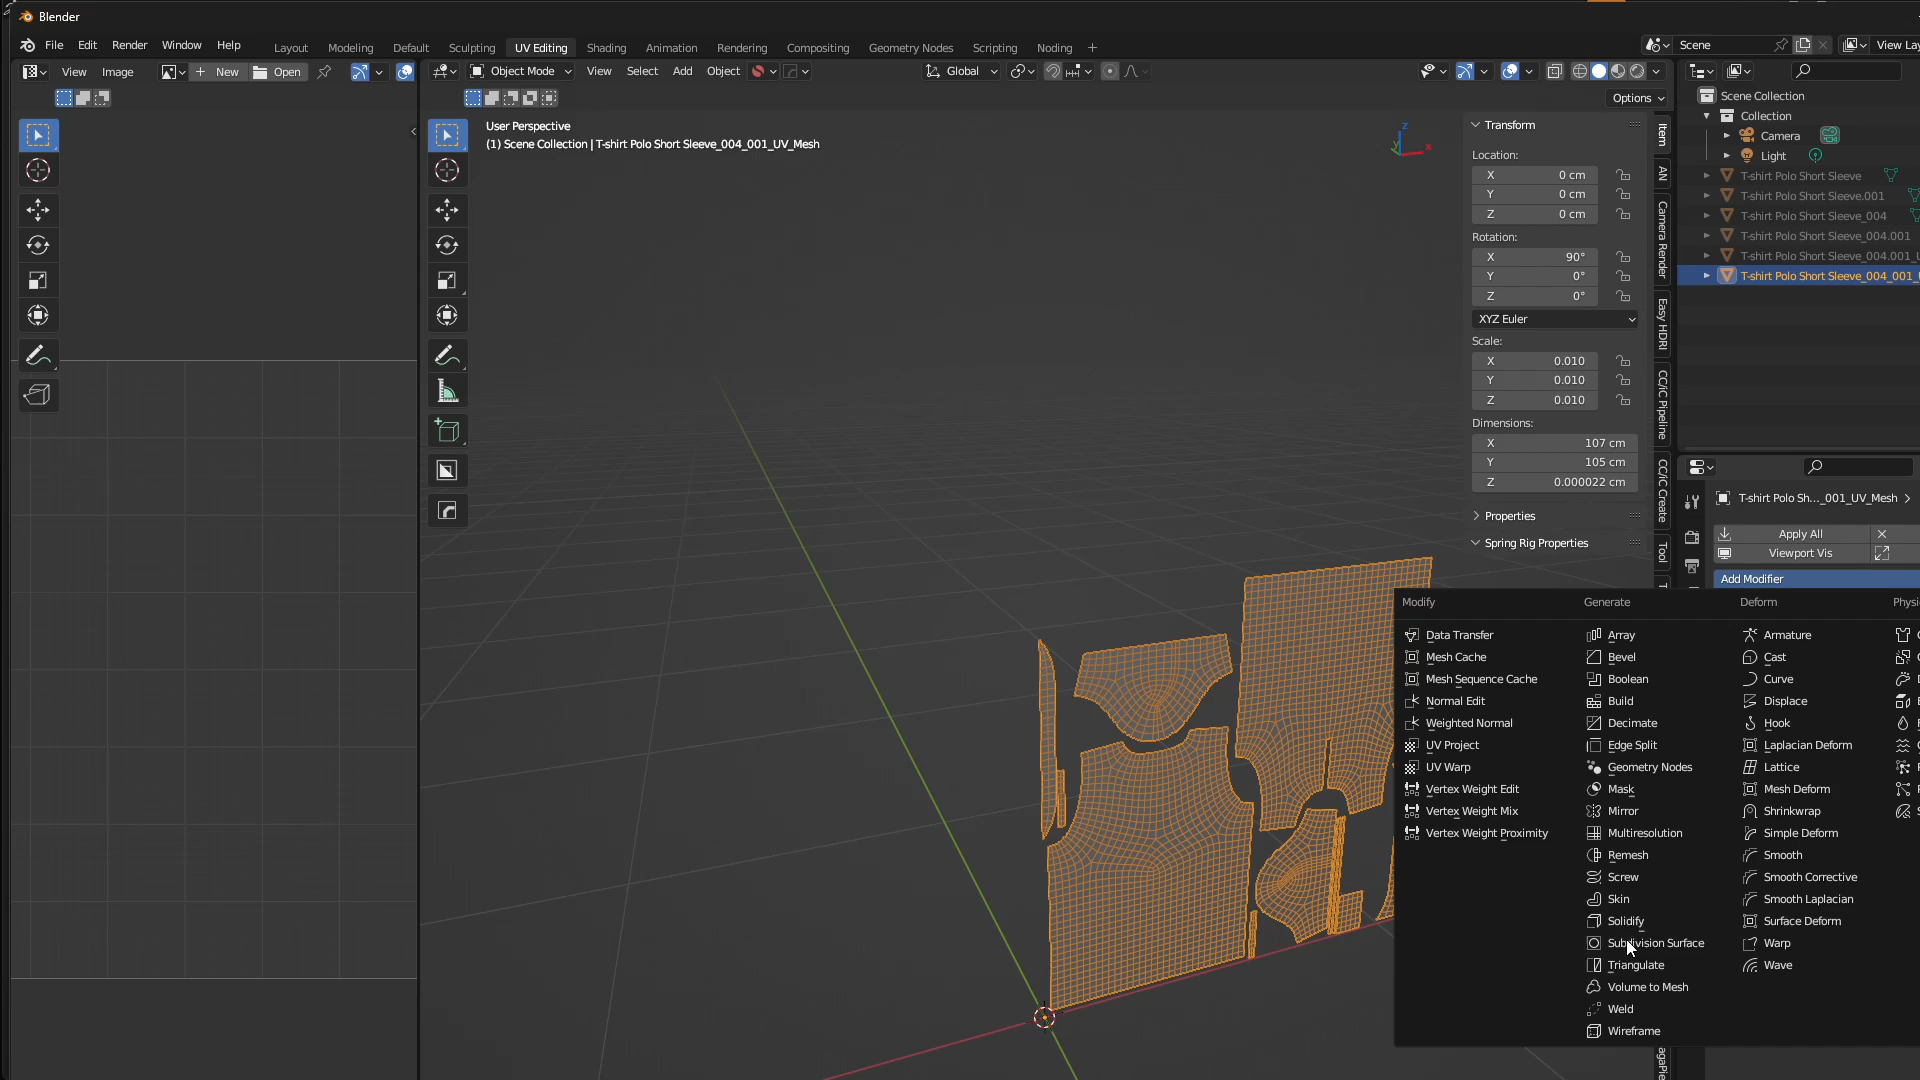 Blender
File Edit Render Window Help
Layout Modeling Default Sculpting UV Editing Shading Animation Rendering Compositing Geometry Nodes Scripting Noding +
Scene
View Lay
View Image
+ New
Open
Object Mode
View Select Add Object
Global
Options
User Perspective
(1) Scene Collection | T-shirt Polo Short Sleeve_004_001_UV_Mesh
Z
Y
X
Transform
Location:
X 0 cm
Y 0 cm
Z 0 cm
Rotation:
X 90°
Y 0°
Z 0°
XYZ Euler
Scale:
X 0.010
Y 0.010
Z 0.010
Dimensions:
X 107 cm
Y 105 cm
Z 0.000022 cm
Properties
Spring Rig Properties
Item
AN
Camera Render
Easy HDRI
CC/iC Pipeline
CC/iC Create
Tool
Scene Collection
Collection
Camera
Light
T-shirt Polo Short Sleeve
T-shirt Polo Short Sleeve.001
T-shirt Polo Short Sleeve_004
T-shirt Polo Short Sleeve_004.001
T-shirt Polo Short Sleeve_004.001_U
T-shirt Polo Short Sleeve_004_001_U
T-shirt Polo Sh..._001_UV_Mesh >
Apply All
Viewport Vis
Add Modifier
Modify
Data Transfer
Mesh Cache
Mesh Sequence Cache
Normal Edit
Weighted Normal
UV Project
UV Warp
Vertex Weight Edit
Vertex Weight Mix
Vertex Weight Proximity
Generate
Array
Bevel
Boolean
Build
Decimate
Edge Split
Geometry Nodes
Mask
Mirror
Multiresolution
Remesh
Screw
Skin
Solidify
Subdivision Surface
Triangulate
Volume to Mesh
Weld
Wireframe
Deform
Armature
Cast
Curve
Displace
Hook
Laplacian Deform
Lattice
Mesh Deform
Shrinkwrap
Simple Deform
Smooth
Smooth Corrective
Smooth Laplacian
Surface Deform
Warp
Wave
Physi